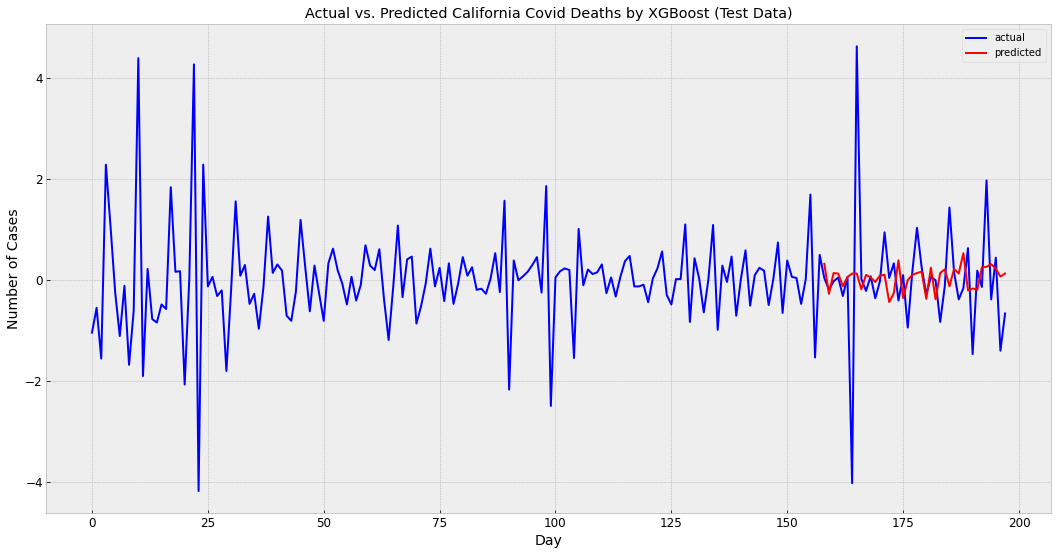 Actual vs. Predicted California Covid Deaths by XGBoost (Test Data)
actual
predicted
Number of Cases
4
2
0
−2
−4
0 25 50 75 100 125 150 175 200
Day